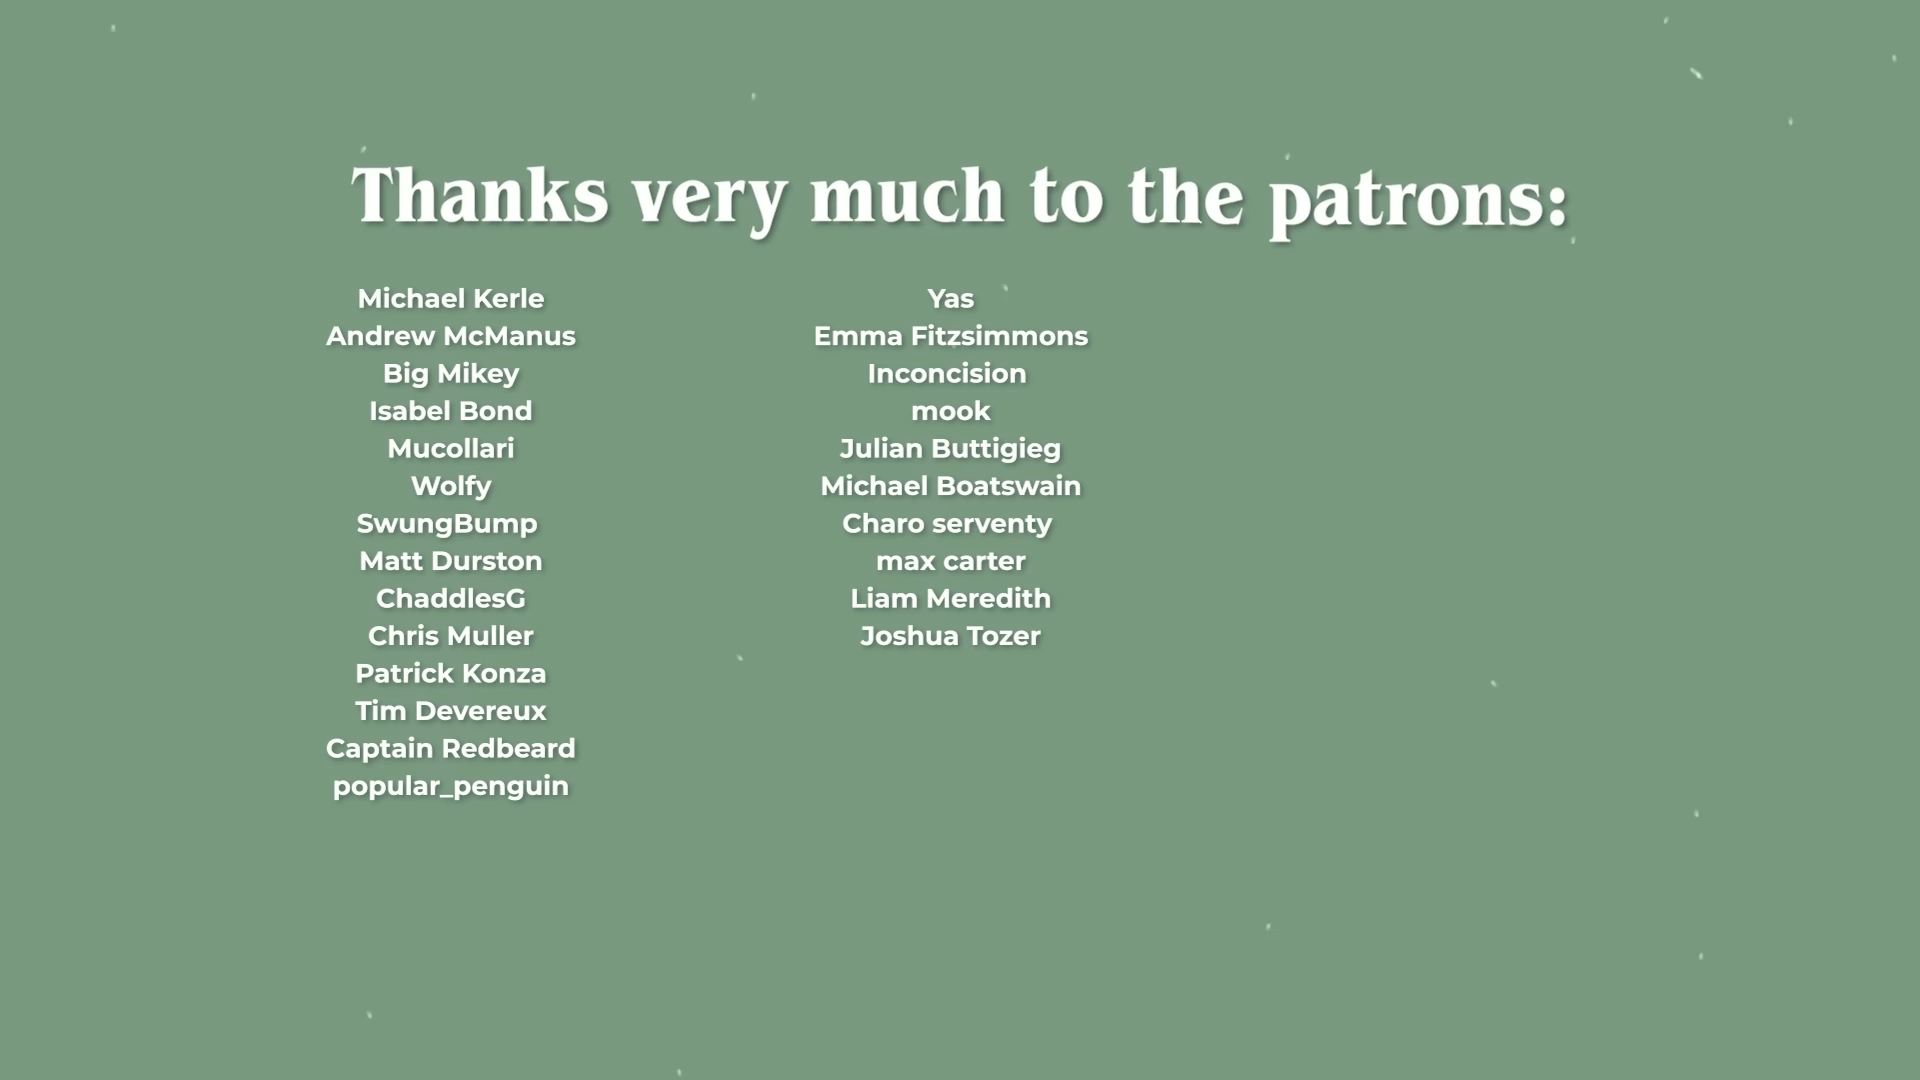 Thanks very much to the patrons:
Michael Kerle
Andrew McManus
Big Mikey
Isabel Bond
Mucollari
Wolfy
SwungBump
Matt Durston
ChaddlesG
Chris Muller
Patrick Konza
Tim Devereux
Captain Redbeard
popular_penguin
Yas
Emma Fitzsimmons
Inconcision
mook
Julian Buttigieg
Michael Boatswain
Charo serventy
max carter
Liam Meredith
Joshua Tozer